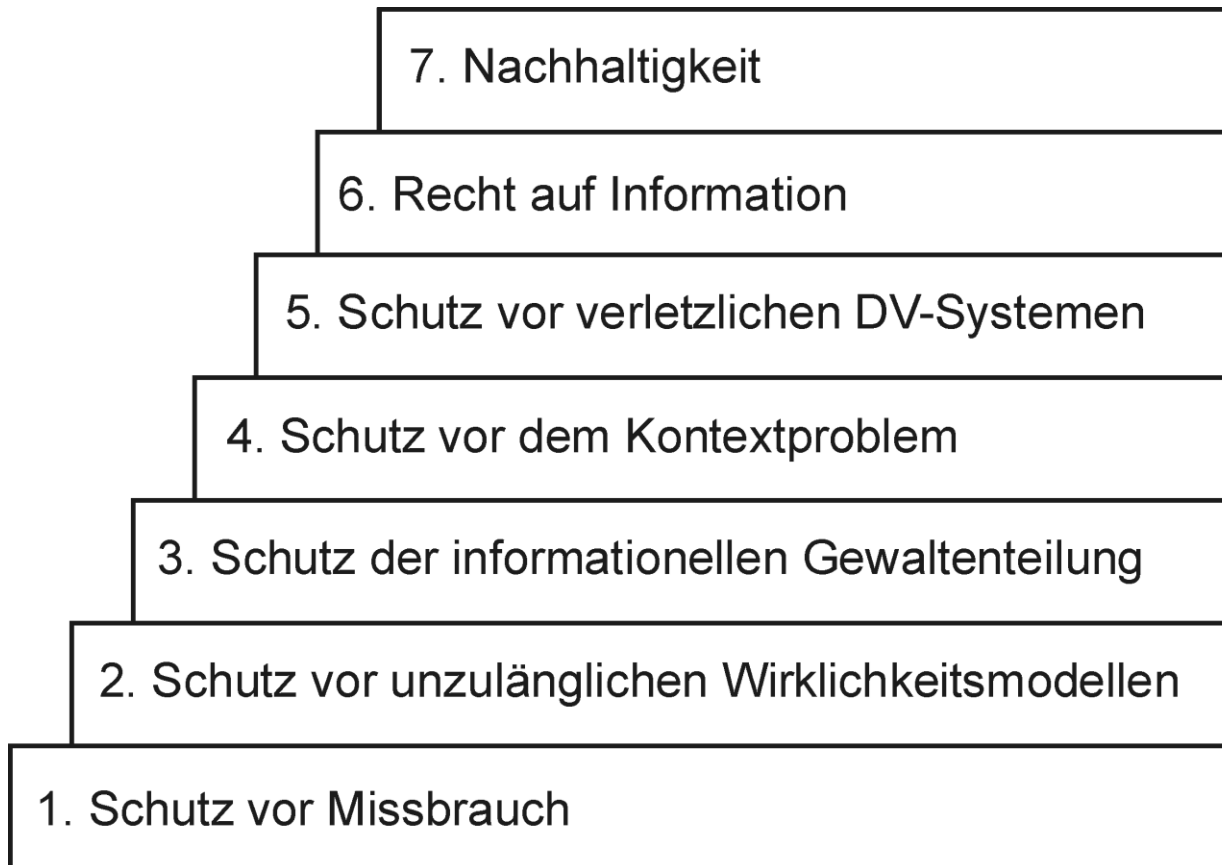 7. Nachhaltigkeit
6. Recht auf Information
5. Schutz vor verletzlichen DV-Systemen
4. Schutz vor dem Kontextproblem
3. Schutz der informationellen Gewaltenteilung
2. Schutz vor unzulänglichen Wirklichkeitsmodellen
1. Schutz vor Missbrauch